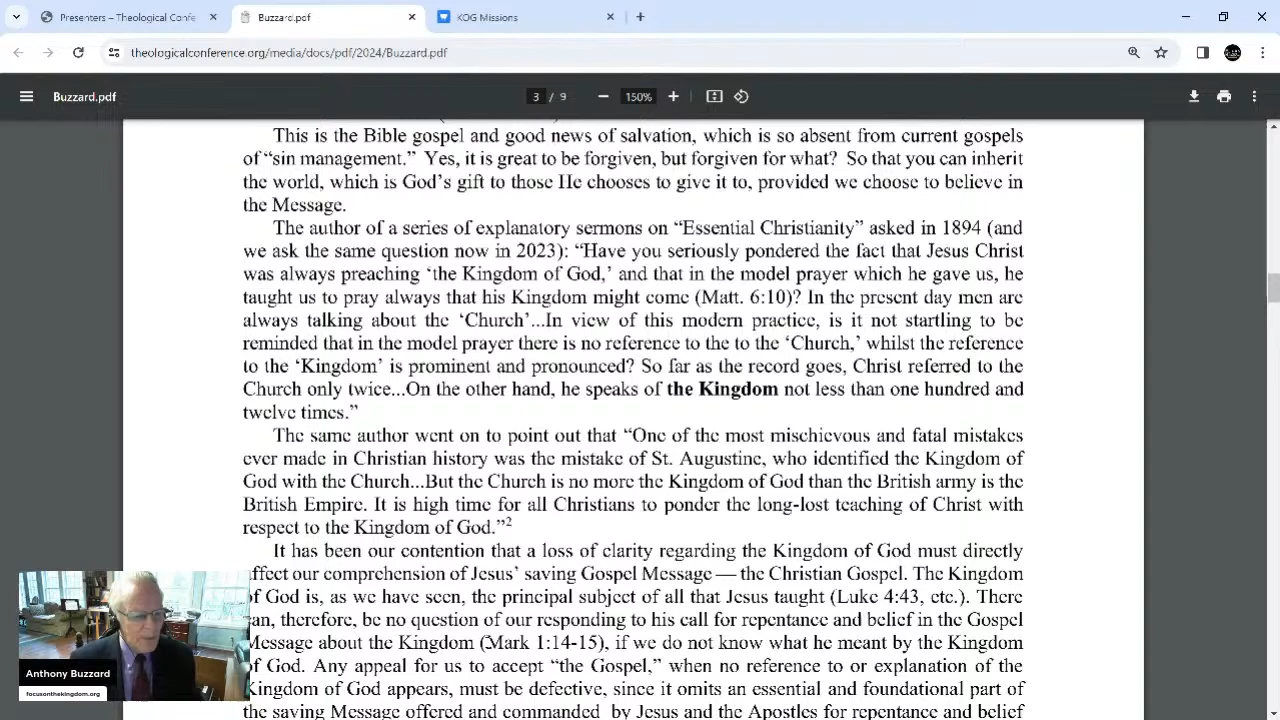 Presenters – Theological Confe
Buzzard.pdf
KOG Missions
theologicalconference.org/media/docs/pdf/2024/Buzzard.pdf
Buzzard.pdf
3 / 9
150%
This is the Bible gospel and good news of salvation, which is so absent from current gospels
of “sin management.” Yes, it is great to be forgiven, but forgiven for what? So that you can inherit
the world, which is God’s gift to those He chooses to give it to, provided we choose to believe in
the Message.
The author of a series of explanatory sermons on “Essential Christianity” asked in 1894 (and
we ask the same question now in 2023): “Have you seriously pondered the fact that Jesus Christ
was always preaching ‘the Kingdom of God,’ and that in the model prayer which he gave us, he
taught us to pray always that his Kingdom might come (Matt. 6:10)? In the present day men are
always talking about the ‘Church’...In view of this modern practice, is it not startling to be
reminded that in the model prayer there is no reference to the to the ‘Church,’ whilst the reference
to the ‘Kingdom’ is prominent and pronounced? So far as the record goes, Christ referred to the
Church only twice...On the other hand, he speaks of the Kingdom not less than one hundred and
twelve times.”
The same author went on to point out that “One of the most mischievous and fatal mistakes
ever made in Christian history was the mistake of St. Augustine, who identified the Kingdom of
God with the Church...But the Church is no more the Kingdom of God than the British army is the
British Empire. It is high time for all Christians to ponder the long-lost teaching of Christ with
respect to the Kingdom of God.”2
It has been our contention that a loss of clarity regarding the Kingdom of God must directly
affect our comprehension of Jesus’ saving Gospel Message — the Christian Gospel. The Kingdom
of God is, as we have seen, the principal subject of all that Jesus taught (Luke 4:43, etc.). There
can, therefore, be no question of our responding to his call for repentance and belief in the Gospel
Message about the Kingdom (Mark 1:14-15), if we do not know what he meant by the Kingdom
of God. Any appeal for us to accept “the Gospel,” when no reference to or explanation of the
Kingdom of God appears, must be defective, since it omits an essential and foundational part of
the saving Message offered and commanded by Jesus and the Apostles for repentance and belief
Anthony Buzzard
focusonthekingdom.org